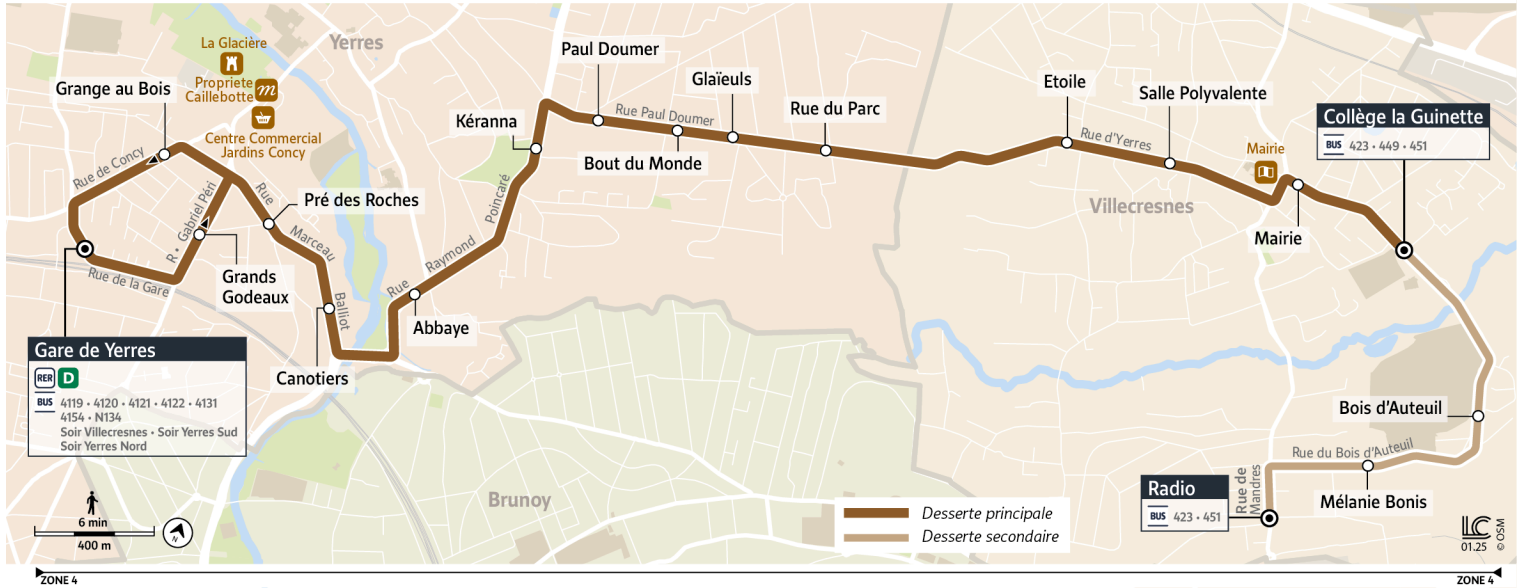 La Glacière
Propriete
Caillebotte
m
Centre Commercial
Jardins Concy
Yerres
Grange au Bois
Rue de Concy
R. Gabriel Péri
Rue
Marceau
Pré des Roches
Grands
Godeaux
Rue de la Gare
Gare de Yerres
RER D
BUS 4119 • 4120 • 4121 • 4122 • 4131
4154 • N134
Soir Villecresnes • Soir Yerres Sud
Soir Yerres Nord
Balliot
Canotiers
Abbaye
Rue
Raymond
Poincaré
Kéranna
Paul Doumer
Rue Paul Doumer
Bout du Monde
Glaïeuls
Rue du Parc
Etoile
Rue d'Yerres
Salle Polyvalente
Villecresnes
Mairie
Mairie
Collège la Guinette
BUS 423 • 449 • 451
Bois d'Auteuil
Rue du Bois d'Auteuil
Mélanie Bonis
Rue de
Mandres
Radio
BUS 423 • 451
Brunoy
Desserte principale
Desserte secondaire
6 min
400 m
N
LC
01.25
© OSM
ZONE 4
ZONE 4